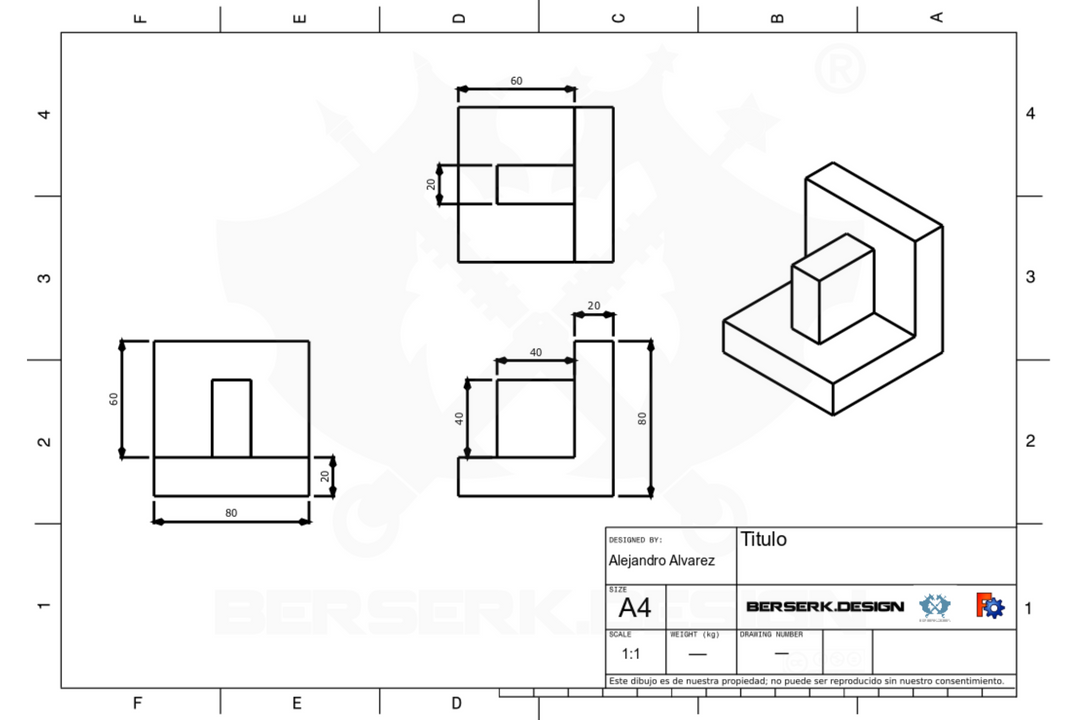 F E D C B A
®
60
4 4
20
3 3
20
40
60
40
80
2 2
20
80
DESIGNED BY:
Alejandro Alvarez
Titulo
SIZE
A4
BERSERK.DESIGN
BERSERK.DESIGN
1 1
SCALE
1:1
WEIGHT (kg)
—
DRAWING NUMBER
—
Este dibujo es de nuestra propiedad; no puede ser reproducido sin nuestro consentimiento.
F E D